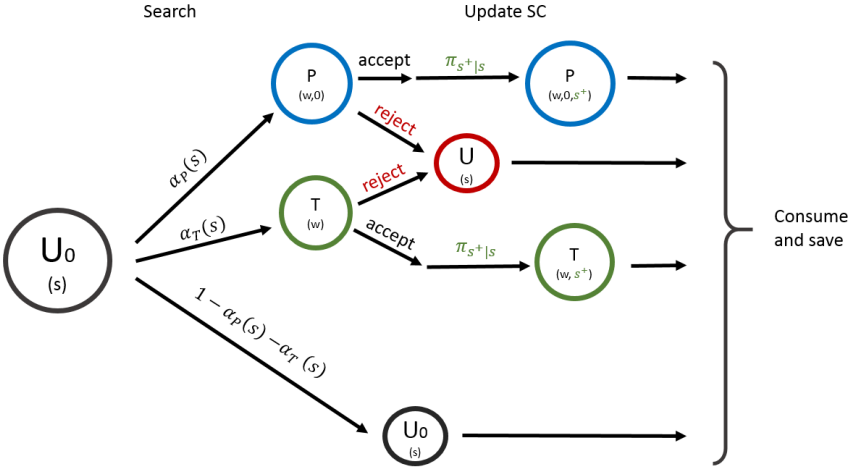 Search
Update SC
P
(w,0)
accept
π_{s⁺|s}
P
(w,0,s⁺)
reject
α_P(s)
U
(s)
reject
T
(w)
α_T(s)
accept
π_{s⁺|s}
T
(w, s⁺)
Consume
and save
U₀
(s)
1 − α_P(s) − α_T(s)
U₀
(s)